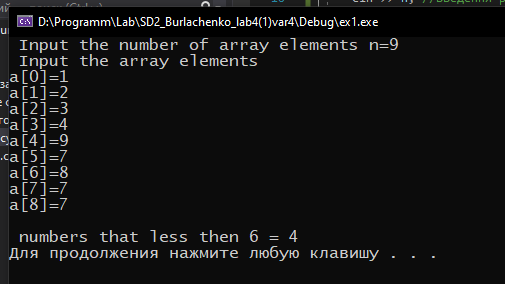 D:\Programm\Lab\SD2_Burlachenko_lab4(1)var4\Debug\ex1.exe
Input the number of array elements n=9
Input the array elements
a[0]=1
a[1]=2
a[2]=3
a[3]=4
a[4]=9
a[5]=7
a[6]=8
a[7]=7
a[8]=7
numbers that less then 6 = 4
Для продолжения нажмите любую клавишу . . .